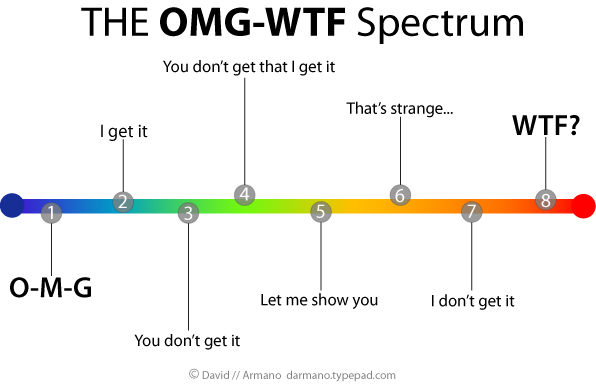 THE OMG-WTF Spectrum
You don't get that I get it
I get it
That's strange...
WTF?
1
2
3
4
5
6
7
8
O-M-G
Let me show you
I don't get it
You don't get it
© David // Armano darmano.typepad.com